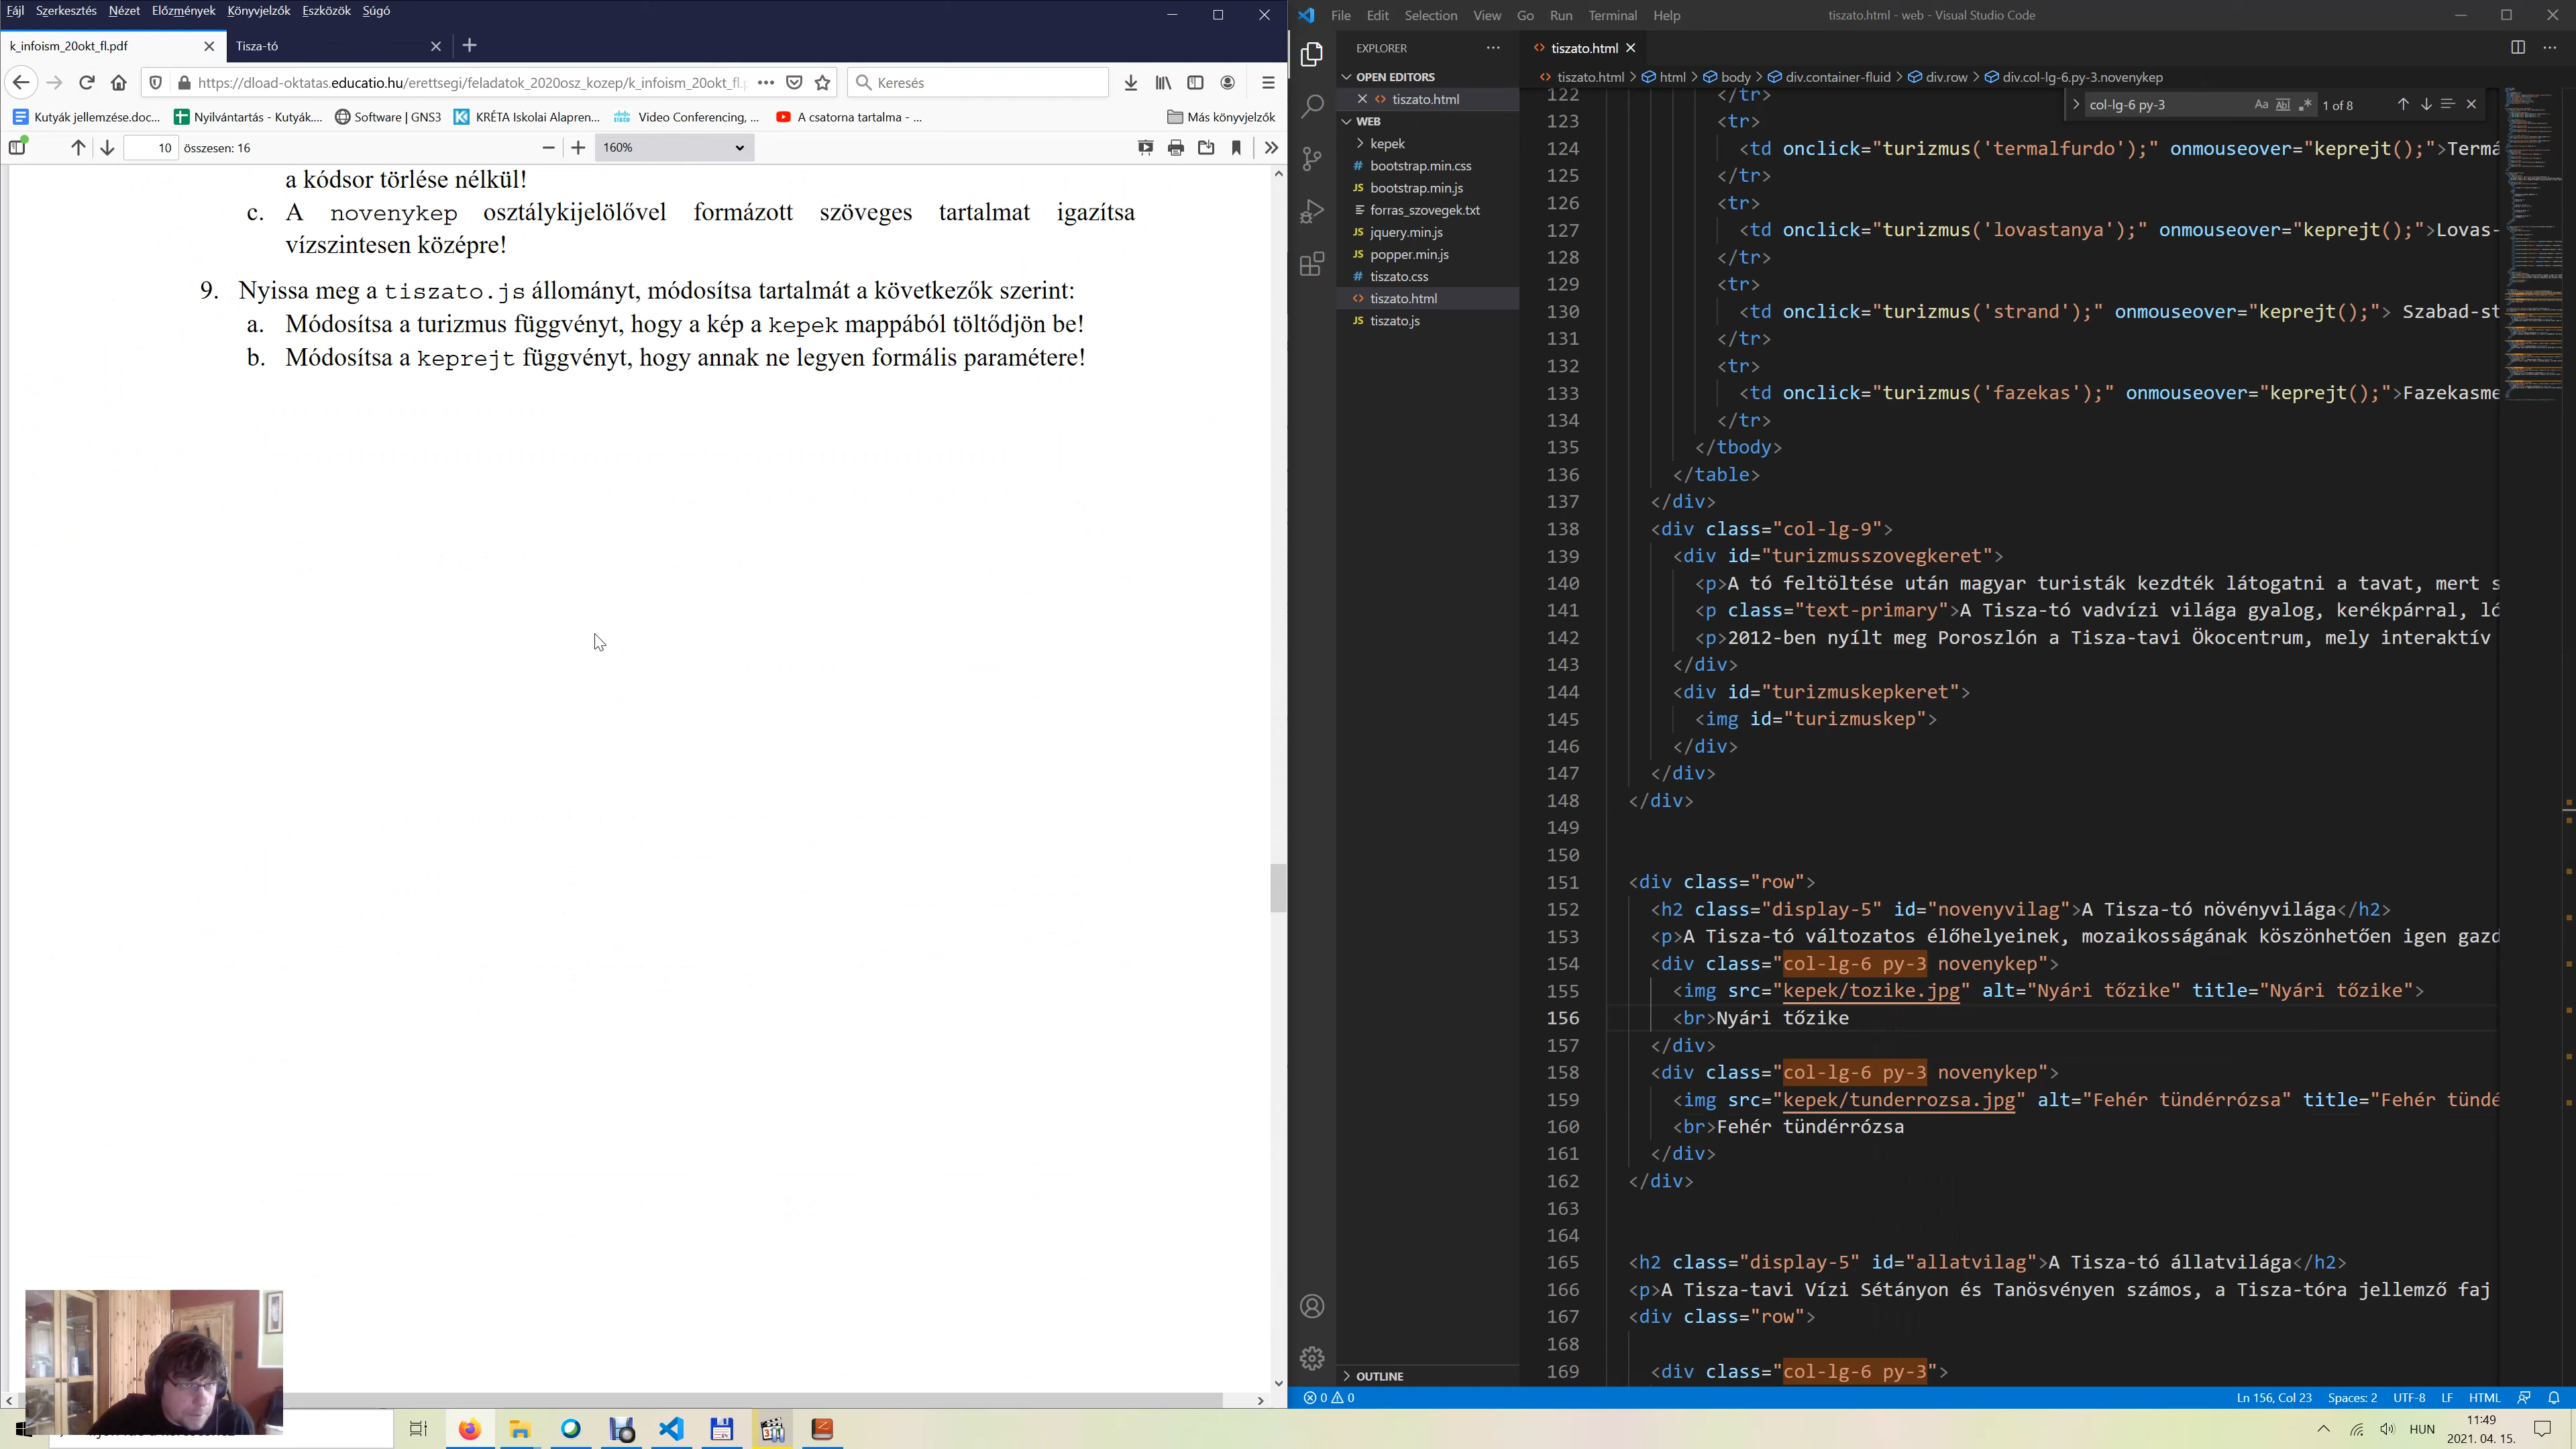 Fájl Szerkesztés Nézet Előzmények Könyvjelzők Eszközök Súgó
k_infoism_20okt_fl.pdf
Tisza-tó
https://dload-oktatas.educatio.hu/erettsegi/feladatok_2020osz_kozep/k_infoism_20okt_fl.p
Keresés
Kutyák jellemzése.doc...
Nyilvántartás - Kutyák....
Software | GNS3
KRÉTA Iskolai Alapren...
Video Conferencing, ...
A csatorna tartalma - ...
Más könyvjelzők
10 összesen: 16
160%
a kódsor törlése nélkül!
c. A novenykep osztálykijelölővel formázott szöveges tartalmat igazítsa
vízszintesen középre!
9. Nyissa meg a tiszato.js állományt, módosítsa tartalmát a következők szerint:
a. Módosítsa a turizmus függvényt, hogy a kép a kepek mappából töltődjön be!
b. Módosítsa a keprejt függvényt, hogy annak ne legyen formális paramétere!
File Edit Selection View Go Run Terminal Help
tiszato.html - web - Visual Studio Code
EXPLORER
OPEN EDITORS
tiszato.html
WEB
kepek
# bootstrap.min.css
JS bootstrap.min.js
forras_szovegek.txt
JS jquery.min.js
JS popper.min.js
# tiszato.css
<> tiszato.html
JS tiszato.js
OUTLINE
<> tiszato.html
<> tiszato.html > html > body > div.container-fluid > div.row > div.col-lg-6.py-3.novenykep
col-lg-6 py-3
Aa Abl .*
1 of 8
122 </tr>
123 <tr>
124 <td onclick="turizmus('termalfurdo');" onmouseover="keprejt();">Termá
125 </tr>
126 <tr>
127 <td onclick="turizmus('lovastanya');" onmouseover="keprejt();">Lovas-
128 </tr>
129 <tr>
130 <td onclick="turizmus('strand');" onmouseover="keprejt();"> Szabad-st
131 </tr>
132 <tr>
133 <td onclick="turizmus('fazekas');" onmouseover="keprejt();">Fazekasme
134 </tr>
135 </tbody>
136 </table>
137 </div>
138 <div class="col-lg-9">
139 <div id="turizmusszovegkeret">
140 <p>A tó feltöltése után magyar turisták kezdték látogatni a tavat, mert s
141 <p class="text-primary">A Tisza-tó vadvízi világa gyalog, kerékpárral, ló
142 <p>2012-ben nyílt meg Poroszlón a Tisza-tavi Ökocentrum, mely interaktív
143 </div>
144 <div id="turizmuskepkeret">
145 <img id="turizmuskep">
146 </div>
147 </div>
148 </div>
149
150
151 <div class="row">
152 <h2 class="display-5" id="novenyvilag">A Tisza-tó növényvilága</h2>
153 <p>A Tisza-tó változatos élőhelyeinek, mozaikosságának köszönhetően igen gazd
154 <div class="col-lg-6 py-3 novenykep">
155 <img src="kepek/tozike.jpg" alt="Nyári tőzike" title="Nyári tőzike">
156 <br>Nyári tőzike
157 </div>
158 <div class="col-lg-6 py-3 novenykep">
159 <img src="kepek/tunderrozsa.jpg" alt="Fehér tündérrózsa" title="Fehér tündé
160 <br>Fehér tündérrózsa
161 </div>
162 </div>
163
164
165 <h2 class="display-5" id="allatvilag">A Tisza-tó állatvilága</h2>
166 <p>A Tisza-tavi Vízi Sétányon és Tanösvényen számos, a Tisza-tóra jellemző faj
167 <div class="row">
168
169 <div class="col-lg-6 py-3">
0 0
Ln 156, Col 23 Spaces: 2 UTF-8 LF HTML
HUN
11:49
2021. 04. 15.